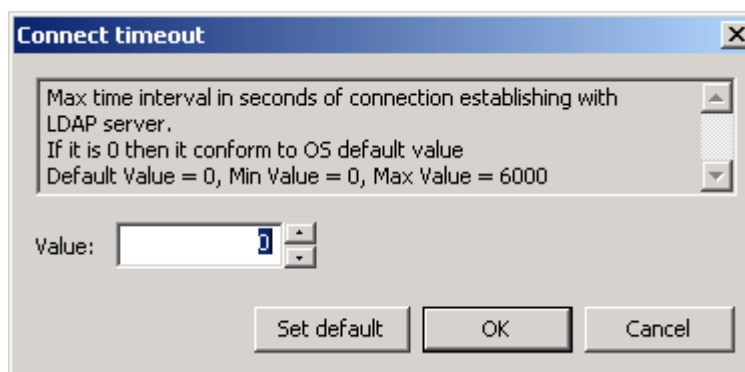 Connect timeout
Max time interval in seconds of connection establishing with
LDAP server.
If it is 0 then it conform to OS default value
Default Value = 0, Min Value = 0, Max Value = 6000
Value: 0
Set default OK Cancel